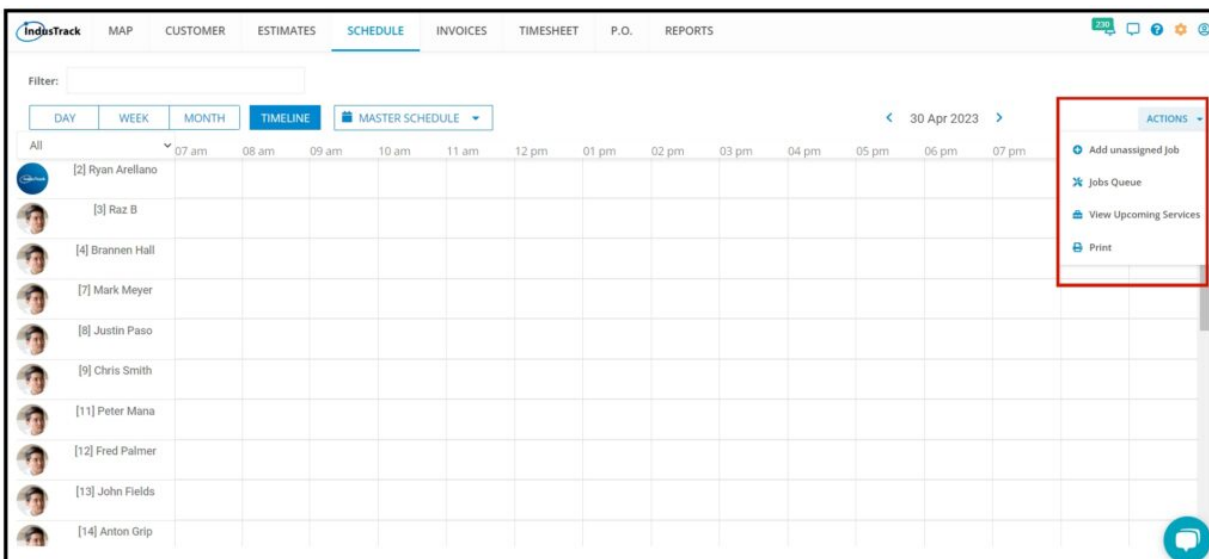 IndusTrack MAP CUSTOMER ESTIMATES SCHEDULE INVOICES TIMESHEET P.O. REPORTS 230
Filter:
DAY WEEK MONTH TIMELINE MASTER SCHEDULE 30 Apr 2023 ACTIONS
All 07 am 08 am 09 am 10 am 11 am 12 pm 01 pm 02 pm 03 pm 04 pm 05 pm 06 pm 07 pm
Add unassigned Job
Jobs Queue
View Upcoming Services
Print
[2] Ryan Arellano
[3] Raz B
[4] Brannen Hall
[7] Mark Meyer
[8] Justin Paso
[9] Chris Smith
[11] Peter Mana
[12] Fred Palmer
[13] John Fields
[14] Anton Grip